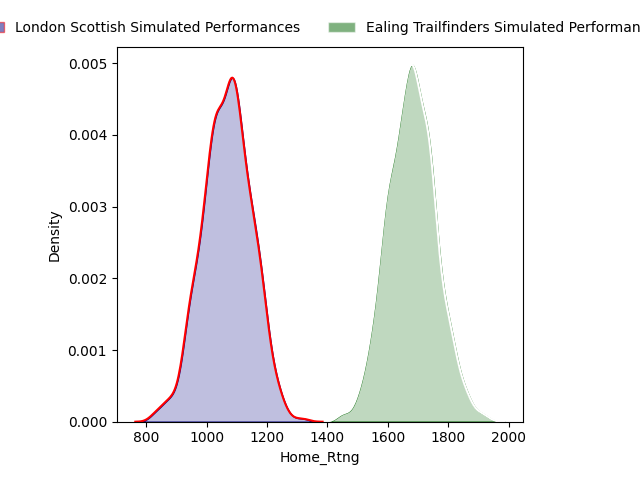 London Scottish Simulated Performances
Ealing Trailfinders Simulated Performan
0.005
0.004
0.003
0.002
0.001
0.000
Density
800 1000 1200 1400 1600 1800 2000
Home_Rtng